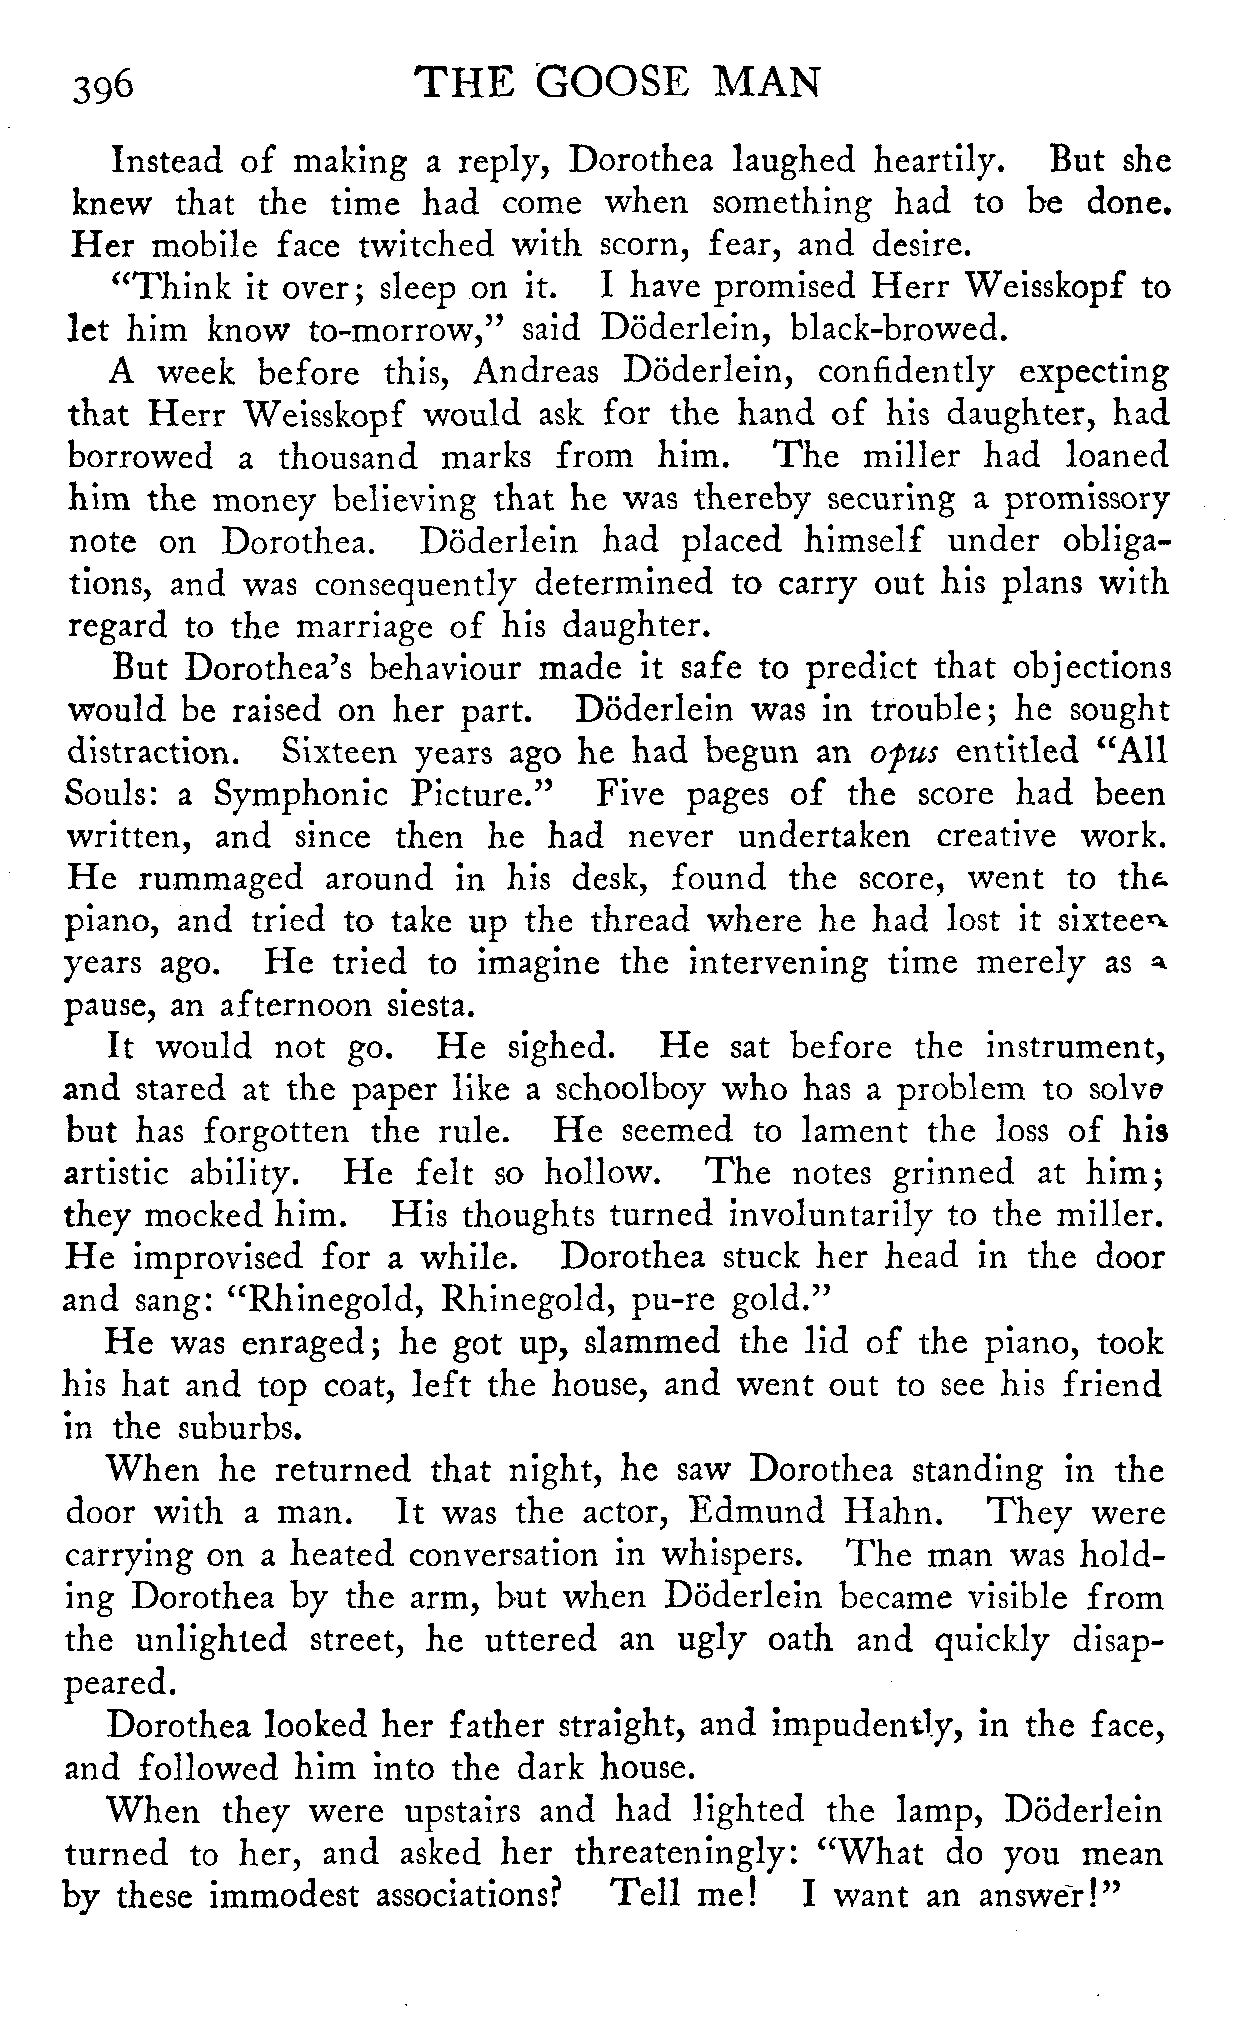 396 THE GOOSE MAN
Instead of making a reply, Dorothea laughed heartily. But she
knew that the time had come when something had to be done.
Her mobile face twitched with scorn, fear, and desire.
“Think it over; sleep on it. I have promised Herr Weisskopf to
let him know to-morrow,” said Döderlein, black-browed.
A week before this, Andreas Döderlein, confidently expecting
that Herr Weisskopf would ask for the hand of his daughter, had
borrowed a thousand marks from him. The miller had loaned
him the money believing that he was thereby securing a promissory
note on Dorothea. Döderlein had placed himself under obliga-
tions, and was consequently determined to carry out his plans with
regard to the marriage of his daughter.
But Dorothea’s behaviour made it safe to predict that objections
would be raised on her part. Döderlein was in trouble; he sought
distraction. Sixteen years ago he had begun an opus entitled “All
Souls: a Symphonic Picture.” Five pages of the score had been
written, and since then he had never undertaken creative work.
He rummaged around in his desk, found the score, went to the
piano, and tried to take up the thread where he had lost it sixteen
years ago. He tried to imagine the intervening time merely as a
pause, an afternoon siesta.
It would not go. He sighed. He sat before the instrument,
and stared at the paper like a schoolboy who has a problem to solve
but has forgotten the rule. He seemed to lament the loss of his
artistic ability. He felt so hollow. The notes grinned at him;
they mocked him. His thoughts turned involuntarily to the miller.
He improvised for a while. Dorothea stuck her head in the door
and sang: “Rhinegold, Rhinegold, pu-re gold.”
He was enraged; he got up, slammed the lid of the piano, took
his hat and top coat, left the house, and went out to see his friend
in the suburbs.
When he returned that night, he saw Dorothea standing in the
door with a man. It was the actor, Edmund Hahn. They were
carrying on a heated conversation in whispers. The man was hold-
ing Dorothea by the arm, but when Döderlein became visible from
the unlighted street, he uttered an ugly oath and quickly disap-
peared.
Dorothea looked her father straight, and impudently, in the face,
and followed him into the dark house.
When they were upstairs and had lighted the lamp, Döderlein
turned to her, and asked her threateningly: “What do you mean
by these immodest associations? Tell me! I want an answer!”